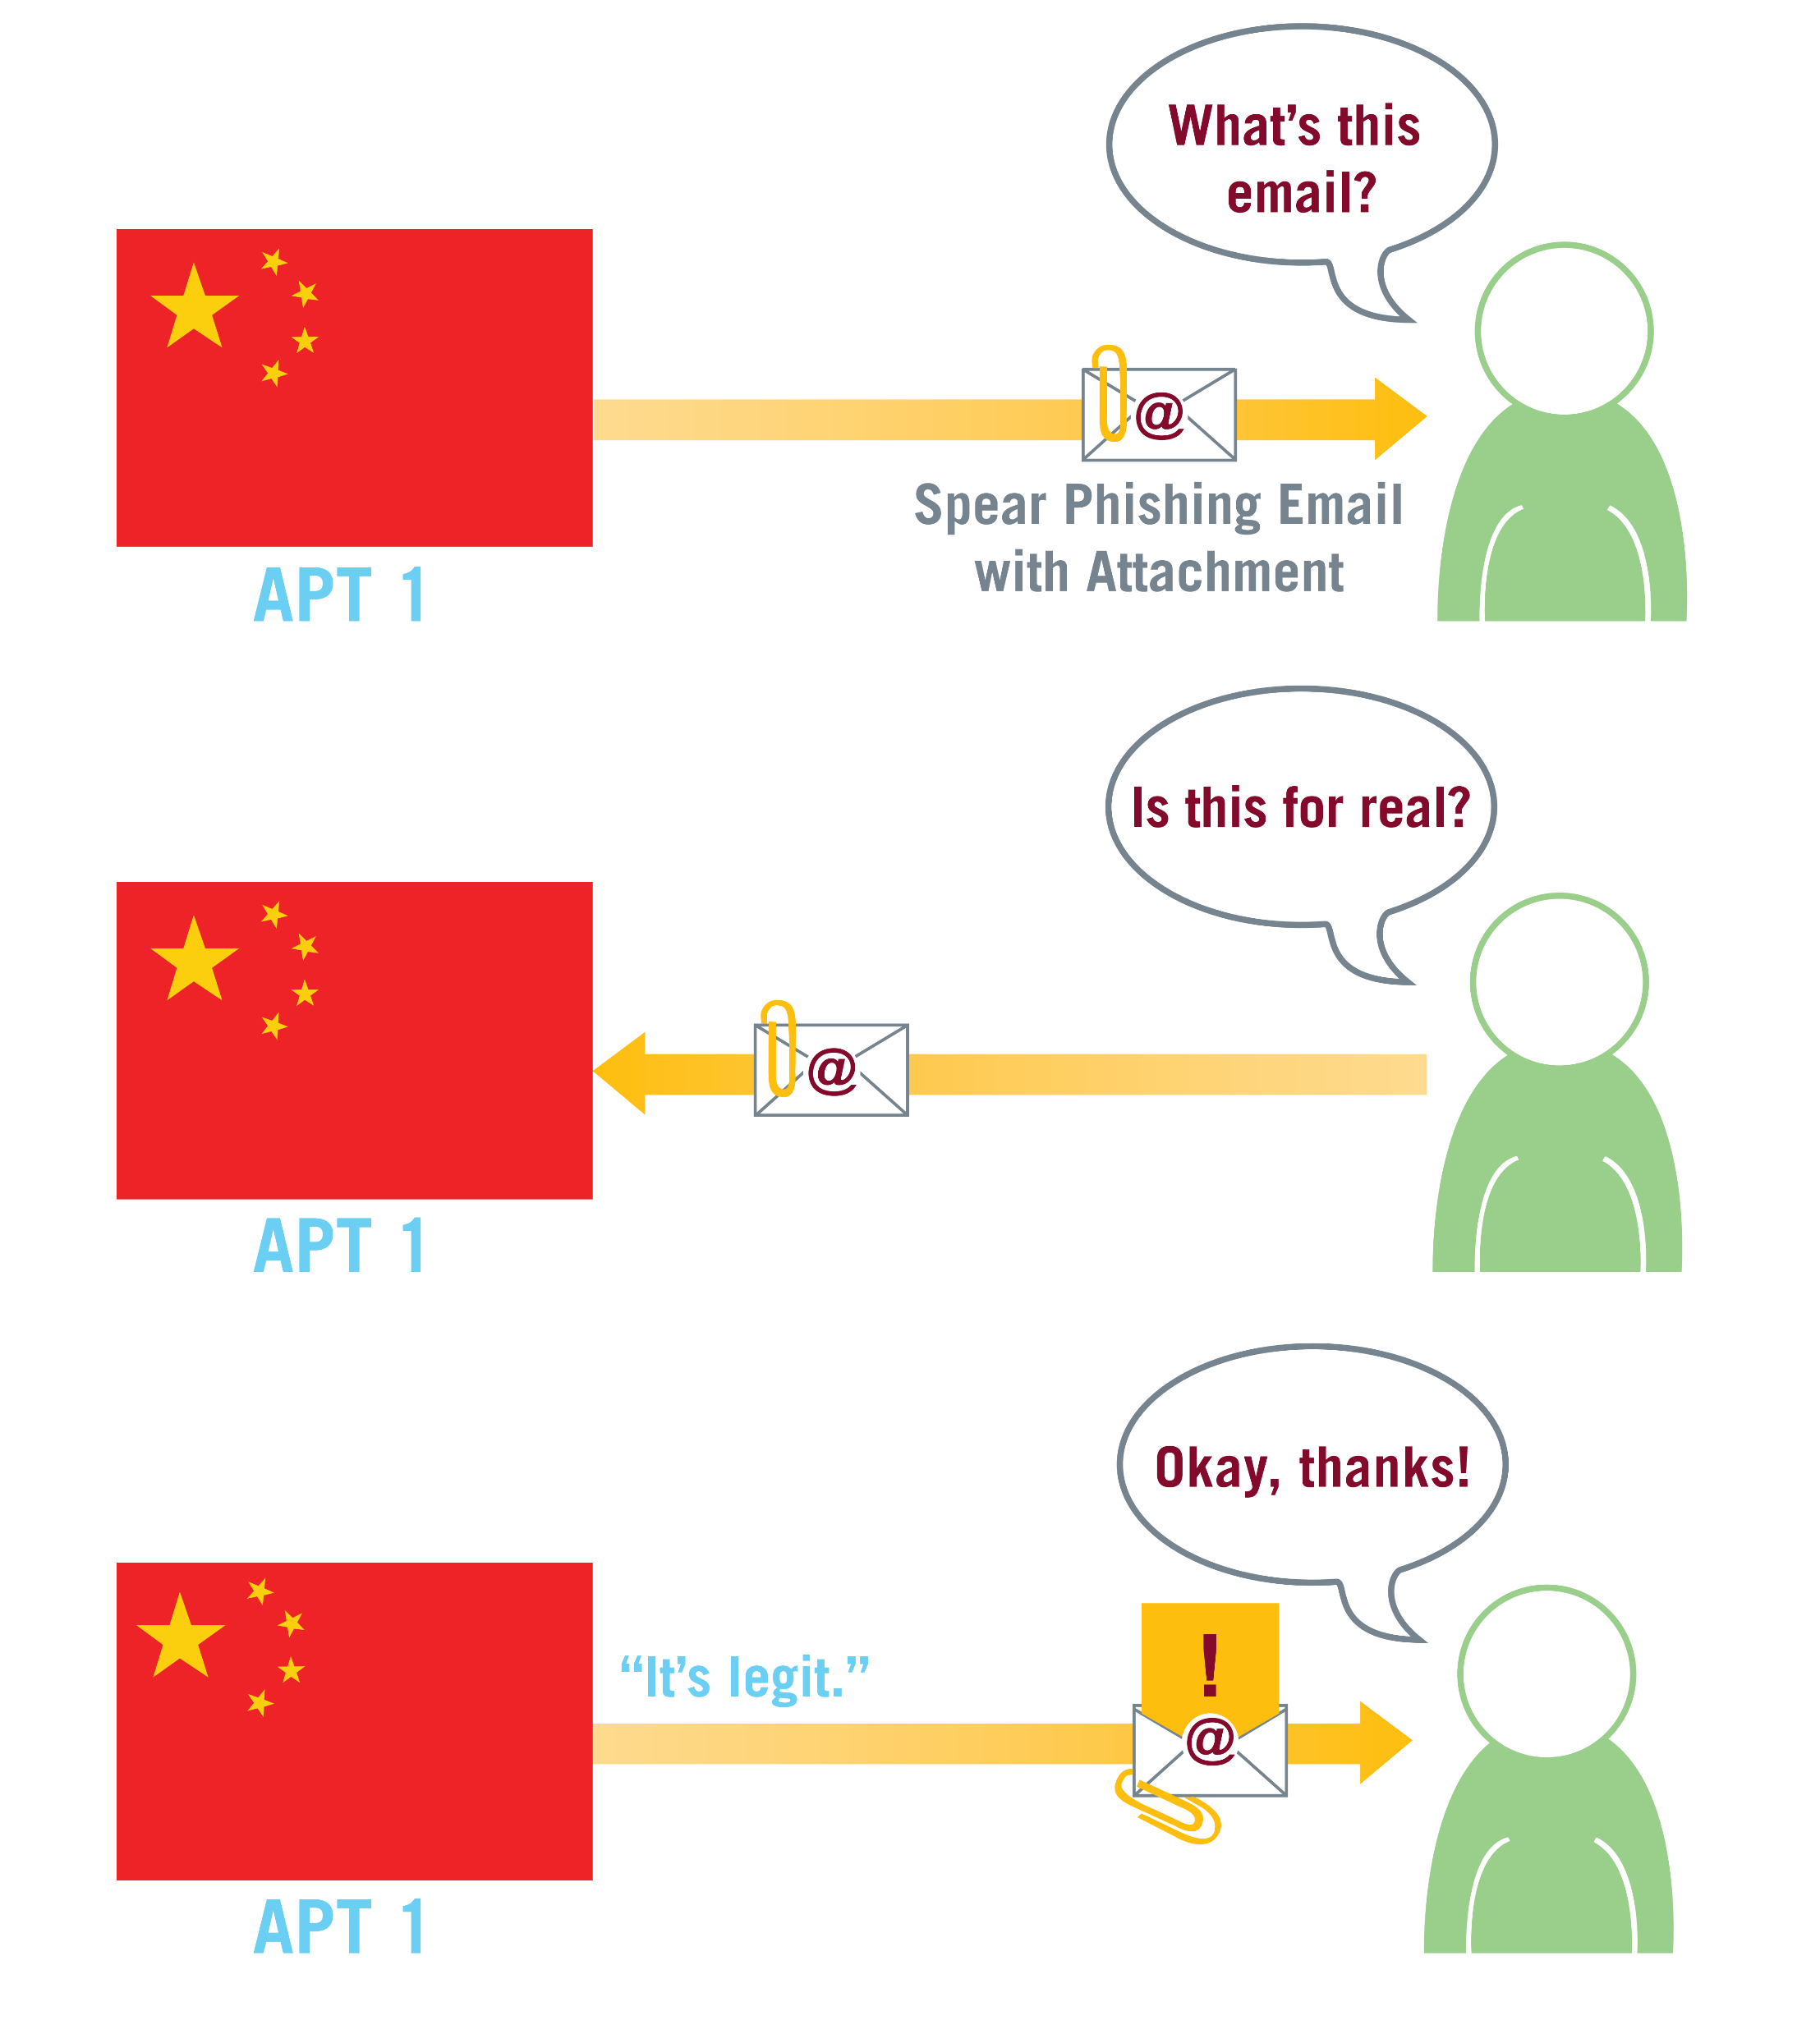 What’s this
email?
@
Spear Phishing Email
with Attachment
APT 1
Is this for real?
@
APT 1
Okay, thanks!
“It’s legit.”
!
@
APT 1